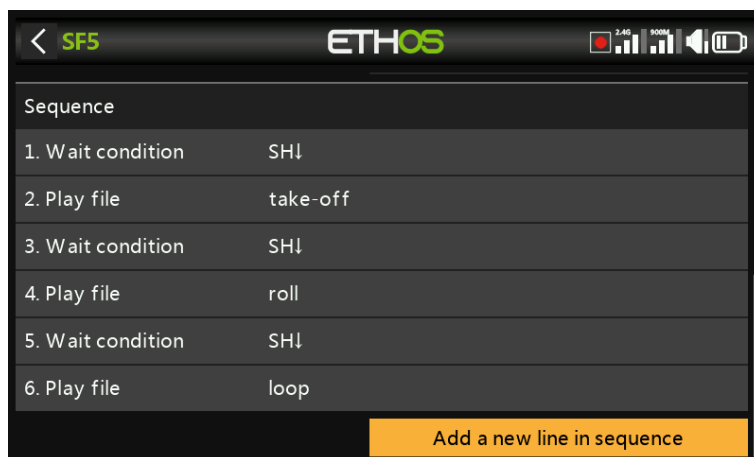 SF5
ETHOS
2.4G
900M
Sequence
1. Wait condition SH↓
2. Play file take-off
3. Wait condition SH↓
4. Play file roll
5. Wait condition SH↓
6. Play file loop
Add a new line in sequence